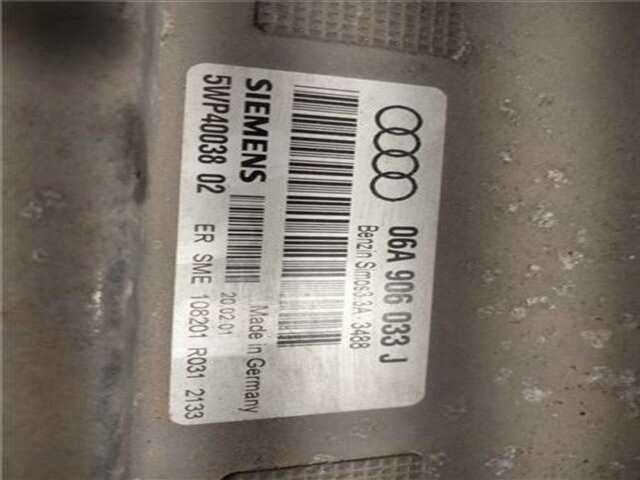 06A 906 033 J
Benzin Simos3.3A 3488
SIEMENS
5WP40038 02
Made in Germany
20 02 01
ER SME 108201 R031 2133